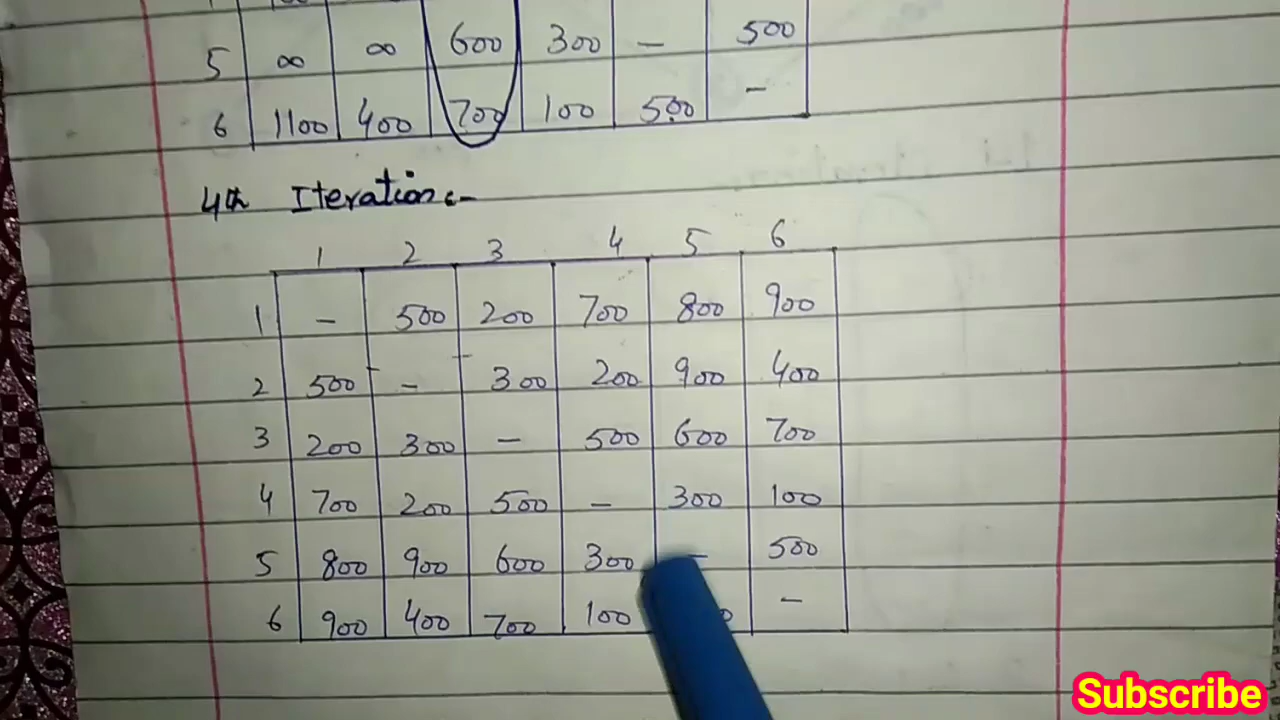 5 ∞ ∞ 600 300 — 500
6 1100 400 700 100 500 -
4th Iteration:-
1 2 3 4 5 6
1 - 500 200 700 800 900
2 500 - 300 200 900 400
3 200 300 - 500 600 700
4 700 200 500 - 300 100
5 800 900 600 300 - 500
6 900 400 700 100 -
Subscribe